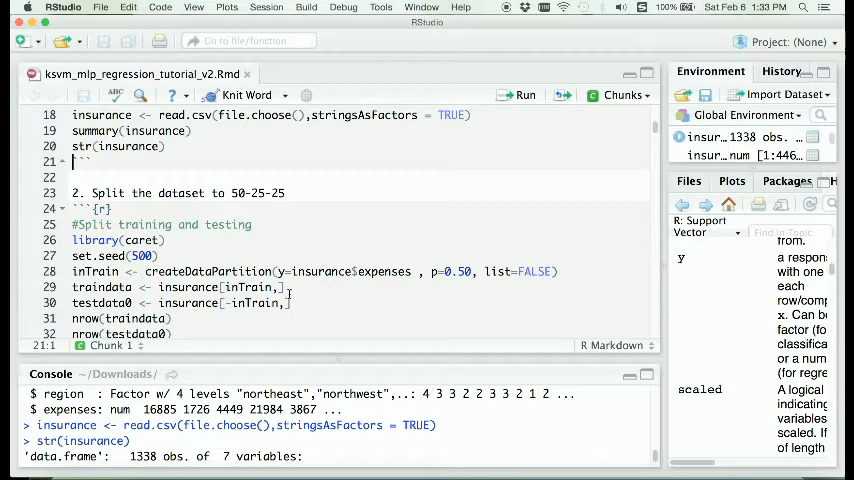 RStudio File Edit Code View Plots Session Build Debug Tools Window Help 100% Sat Feb 6 1:33 PM
RStudio
Go to file/function
Project: (None)
ksvm_mlp_regression_tutorial_v2.Rmd
ABC Knit Word Run Chunks
18 insurance <- read.csv(file.choose(),stringsAsFactors = TRUE)
19 summary(insurance)
20 str(insurance)
21 ```
22
23 2. Split the dataset to 50-25-25
24 ```{r}
25 #Split training and testing
26 library(caret)
27 set.seed(500)
28 inTrain <- createDataPartition(y=insurance$expenses , p=0.50, list=FALSE)
29 traindata <- insurance[inTrain,]
30 testdata0 <- insurance[-inTrain,]
31 nrow(traindata)
32 nrow(testdata0)
21:1 Chunk 1 R Markdown
Console ~/Downloads/
$ region : Factor w/ 4 levels "northeast","northwest",..: 4 3 3 2 2 3 3 2 1 2 ...
$ expenses: num 16885 1726 4449 21984 3867 ...
> insurance <- read.csv(file.choose(),stringsAsFactors = TRUE)
> str(insurance)
'data.frame': 1338 obs. of 7 variables:
Environment History
Import Dataset
Global Environment
insur… 1338 obs. of
insur… num [1:446…
Files Plots Packages H
R: Support
Vector
Find in Topic
from.
y a respons
with one
each
row/comp
x. Can be
factor (for
classifica
or a num
(for regre
scaled A logical
indicating
variables
scaled. If
of length